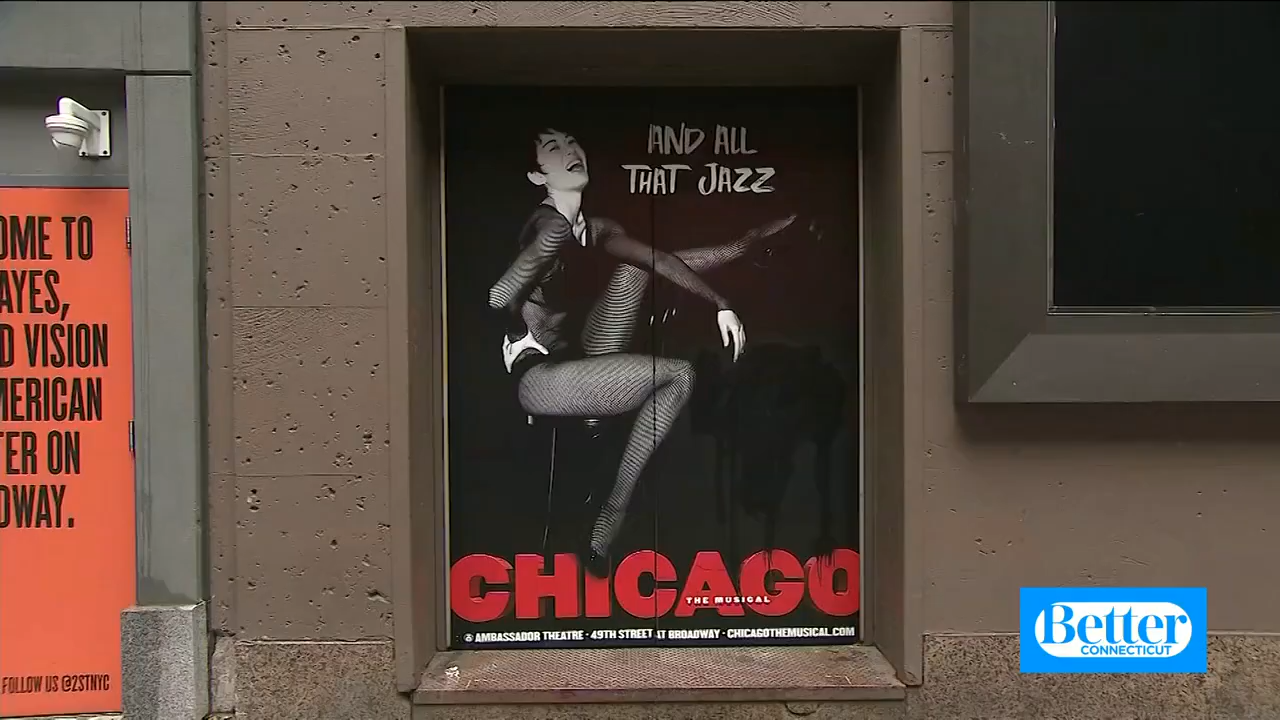 OME TO
AYES,
D VISION
MERICAN
TER ON
DWAY.
FOLLOW US @2STNYC
AND ALL
THAT JAZZ
CHICAGO
THE MUSICAL
AMBASSADOR THEATRE · 49TH STREET AT BROADWAY · CHICAGOTHEMUSICAL.COM
Better
CONNECTICUT